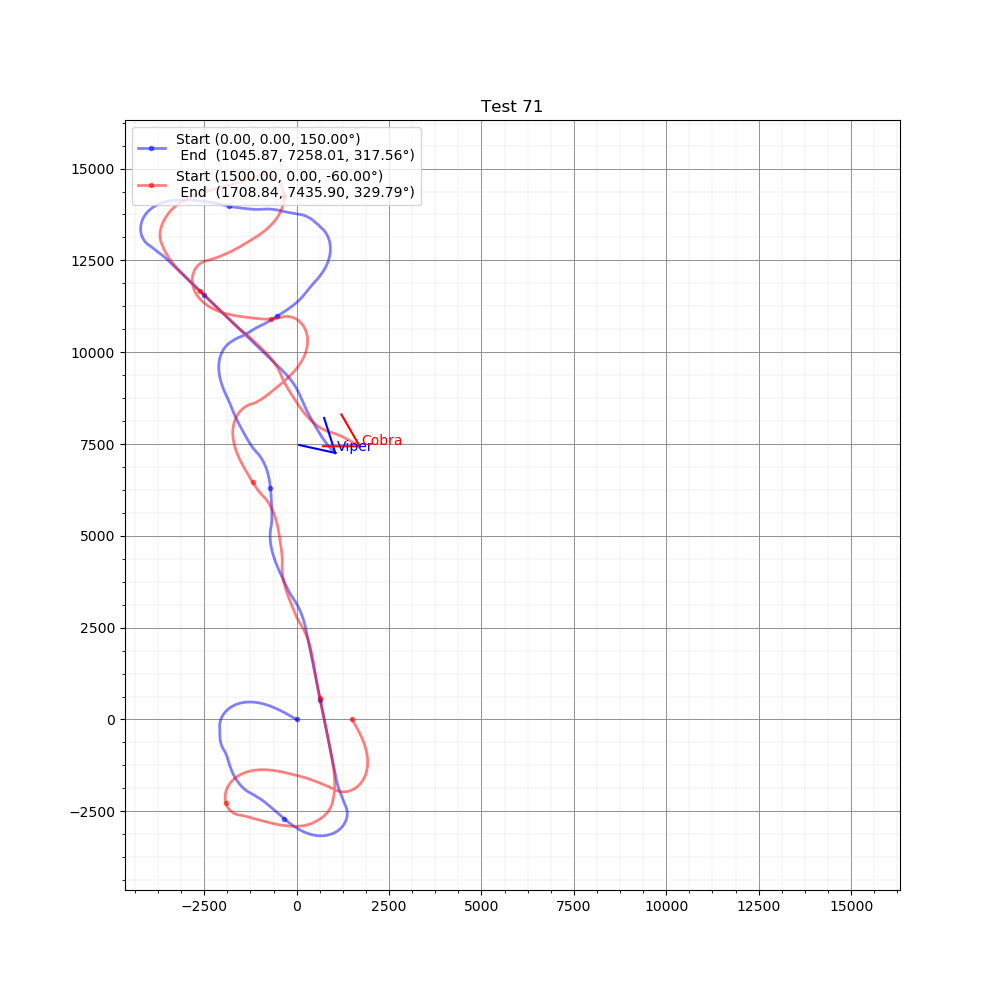 Test 71
Start (0.00, 0.00, 150.00°)
End (1045.87, 7258.01, 317.56°)
Start (1500.00, 0.00, -60.00°)
End (1708.84, 7435.90, 329.79°)
15000
12500
10000
7500
5000
2500
0
−2500
Cobra
Viper
−2500 0 2500 5000 7500 10000 12500 15000